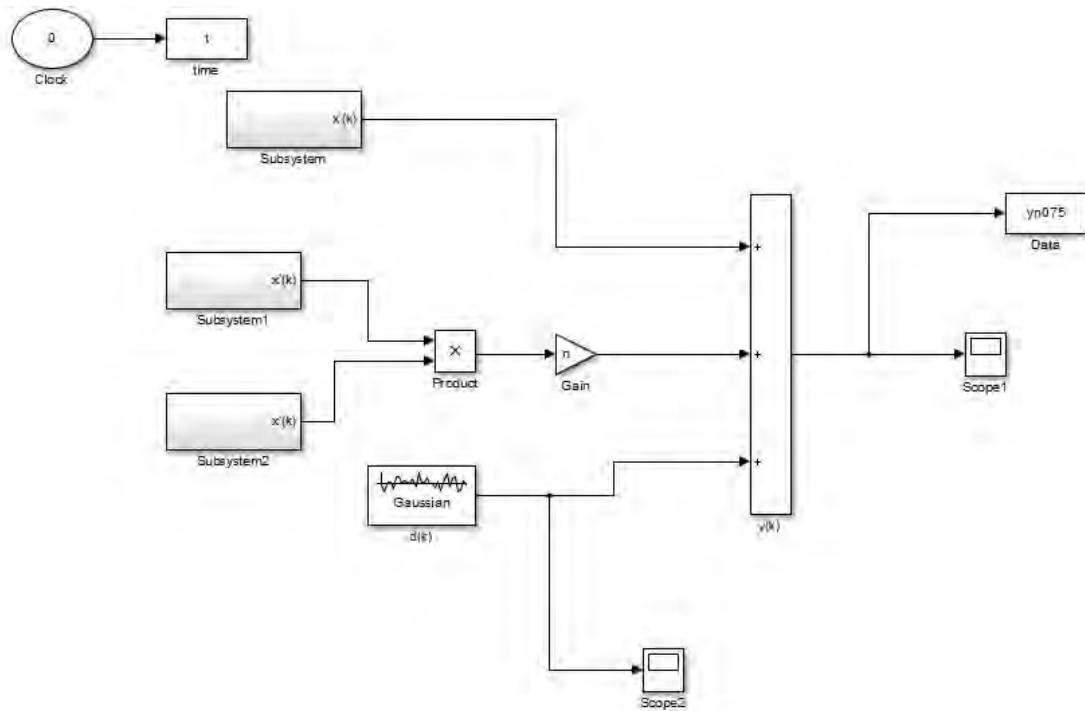 0
t
Clock
time
x'(k)
Subsystem
yn075
Data
x'(k)
Subsystem1
×
n
Product
Gain
Scope1
x'(k)
Subsystem2
Gaussian
d(k)
+
+
+
y(k)
Scope2